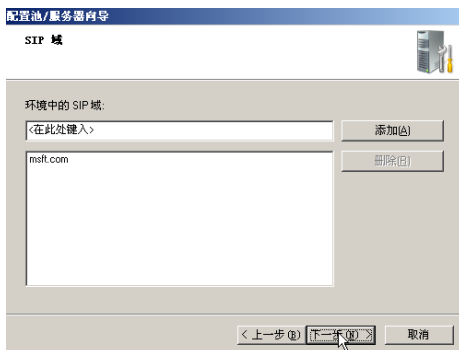 配置池/服务器向导
SIP 域
环境中的 SIP 域:
<在此处键入>
添加(A)
msft.com
删除(R)
< 上一步(B)
下一步(N) >
取消